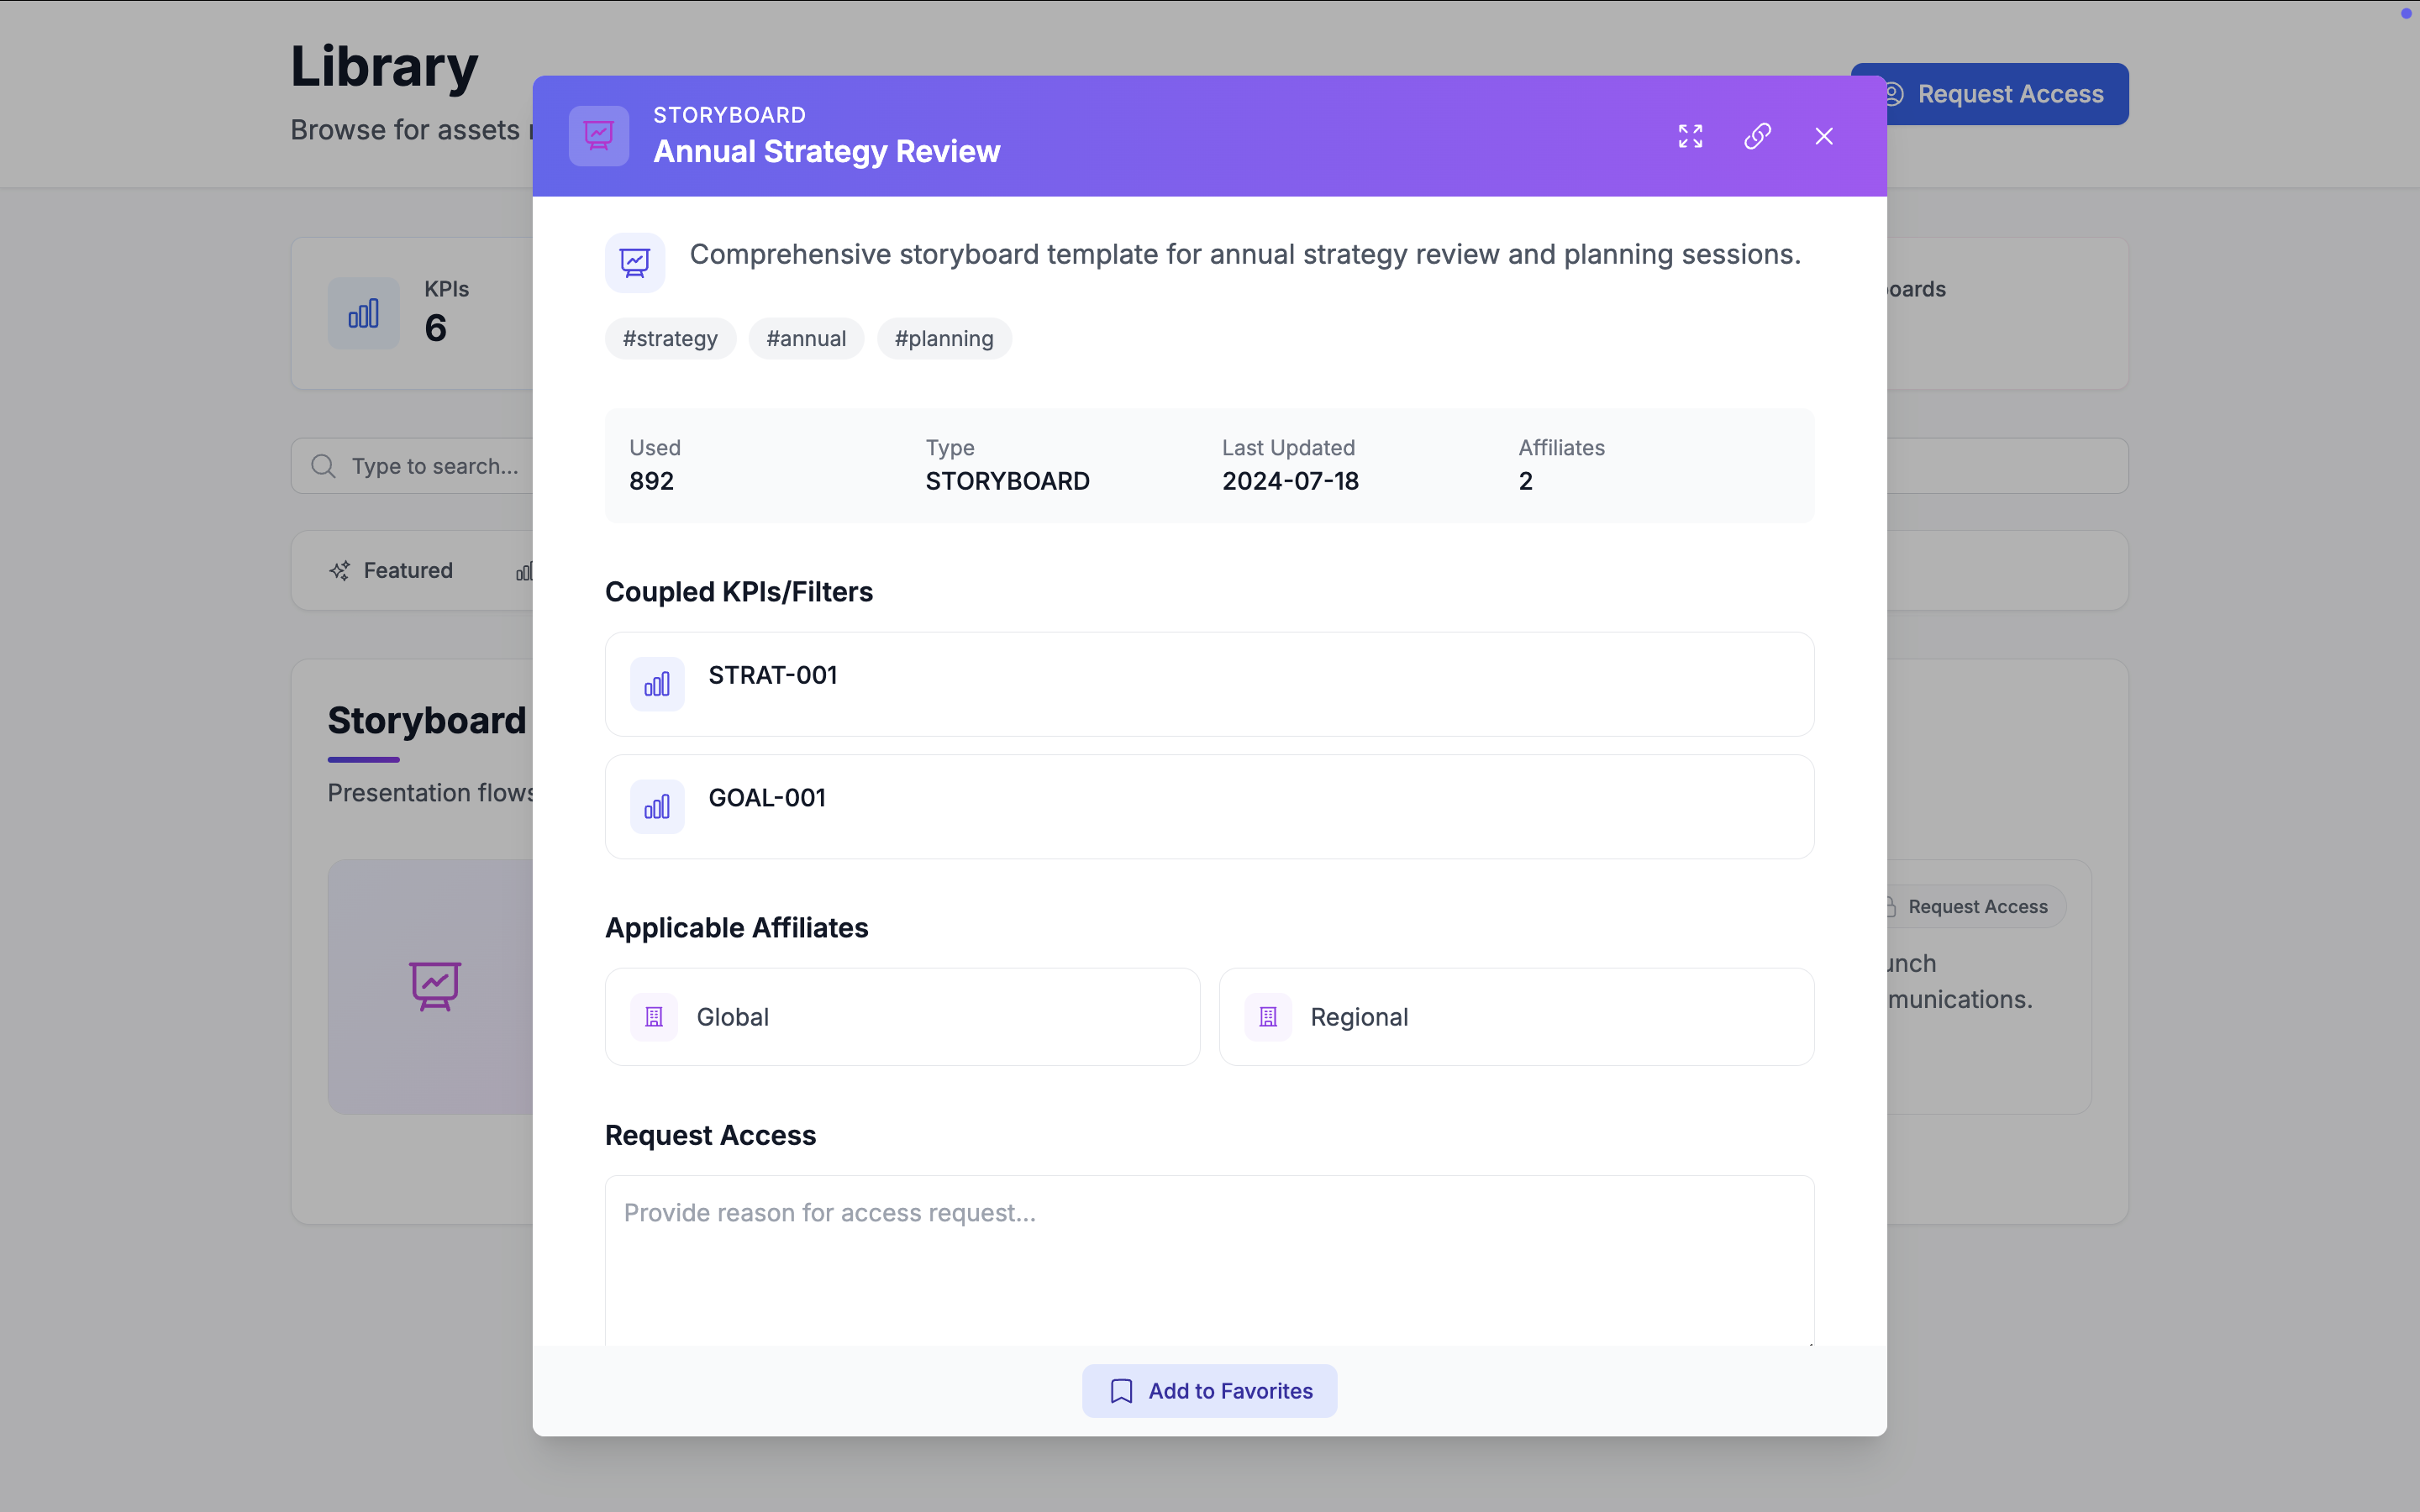 Library
Browse for assets
Request Access
STORYBOARD
Annual Strategy Review
Comprehensive storyboard template for annual strategy review and planning sessions.
#strategy #annual #planning
KPIs
6
Type to search...
Featured
Used Type Last Updated Affiliates
892 STORYBOARD 2024-07-18 2
Coupled KPIs/Filters
STRAT-001
GOAL-001
Storyboard
Presentation flows
Applicable Affiliates
Global Regional
Request Access
Provide reason for access request...
Request Access
munications.
Add to Favorites